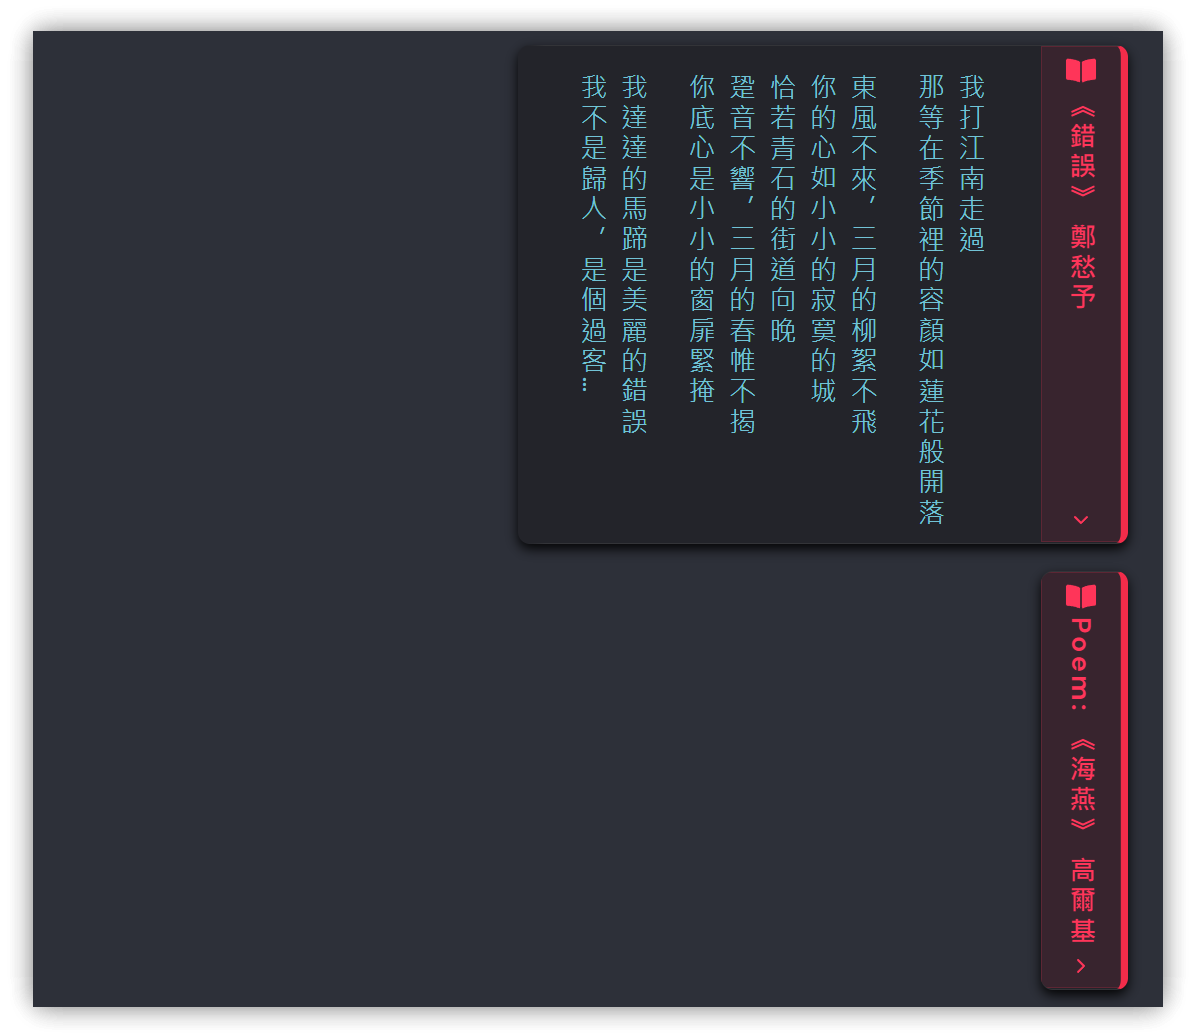 《錯誤》 鄭愁予
我打江南走過
那等在季節裡的容顏如蓮花般開落
東風不來，三月的柳絮不飛
你的心如小小的寂寞的城
恰若青石的街道向晚
跫音不響，三月的春帷不揭
你底心是小小的窗扉緊掩
我達達的馬蹄是美麗的錯誤
我不是歸人，是個過客…
Poem: 《海燕》 高爾基